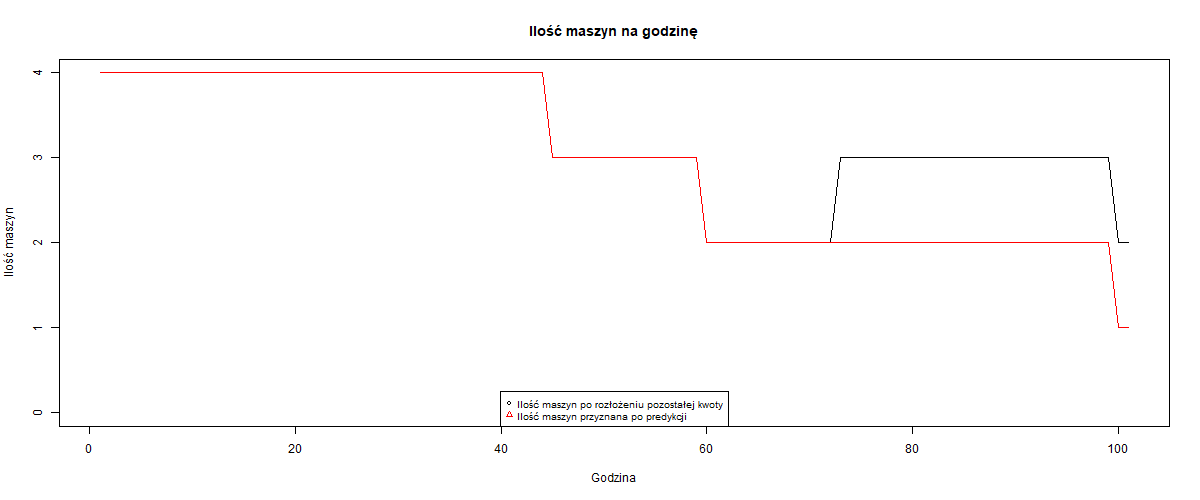 Ilość maszyn na godzinę
Ilość maszyn
4
3
2
1
0
Ilość maszyn po rozłożeniu pozostałej kwoty
Ilość maszyn przyznana po predykcji
0 20 40 60 80 100
Godzina